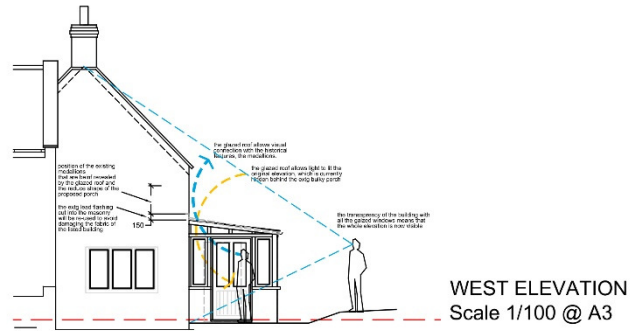 the glazed roof allows visual
connection with the historical
features, the medallions.
the glazed roof allows light to fill the
original elevation, which is currently
hidden behind the extg bulky porch
position of the existing
medallions
that are best revealed
by the glazed roof and
the reduce shape of the
proposed porch
the extg lead flashing
cut into the masonry
will be re-used to avoid
damaging the fabric of
the listed building
150
the transparency of the building with
all the glazed windows means that
the whole elevation is now visible
WEST ELEVATION
Scale 1/100 @ A3